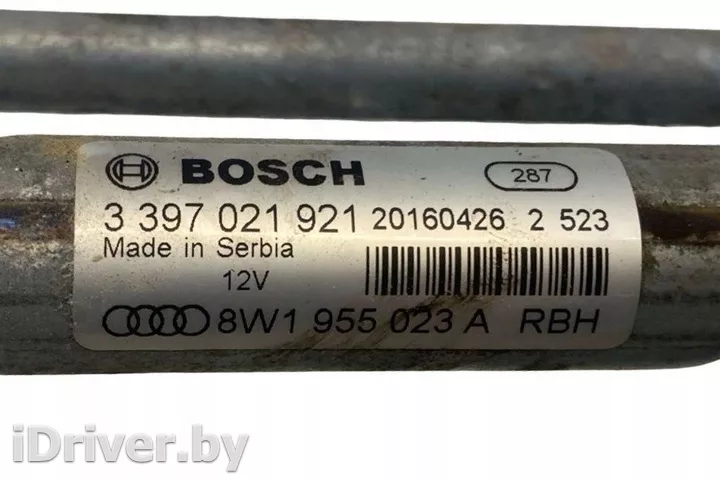 BOSCH 287
3 397 021 921 20160426 2 523
Made in Serbia
12V
8W1 955 023 A RBH
iDriver.by